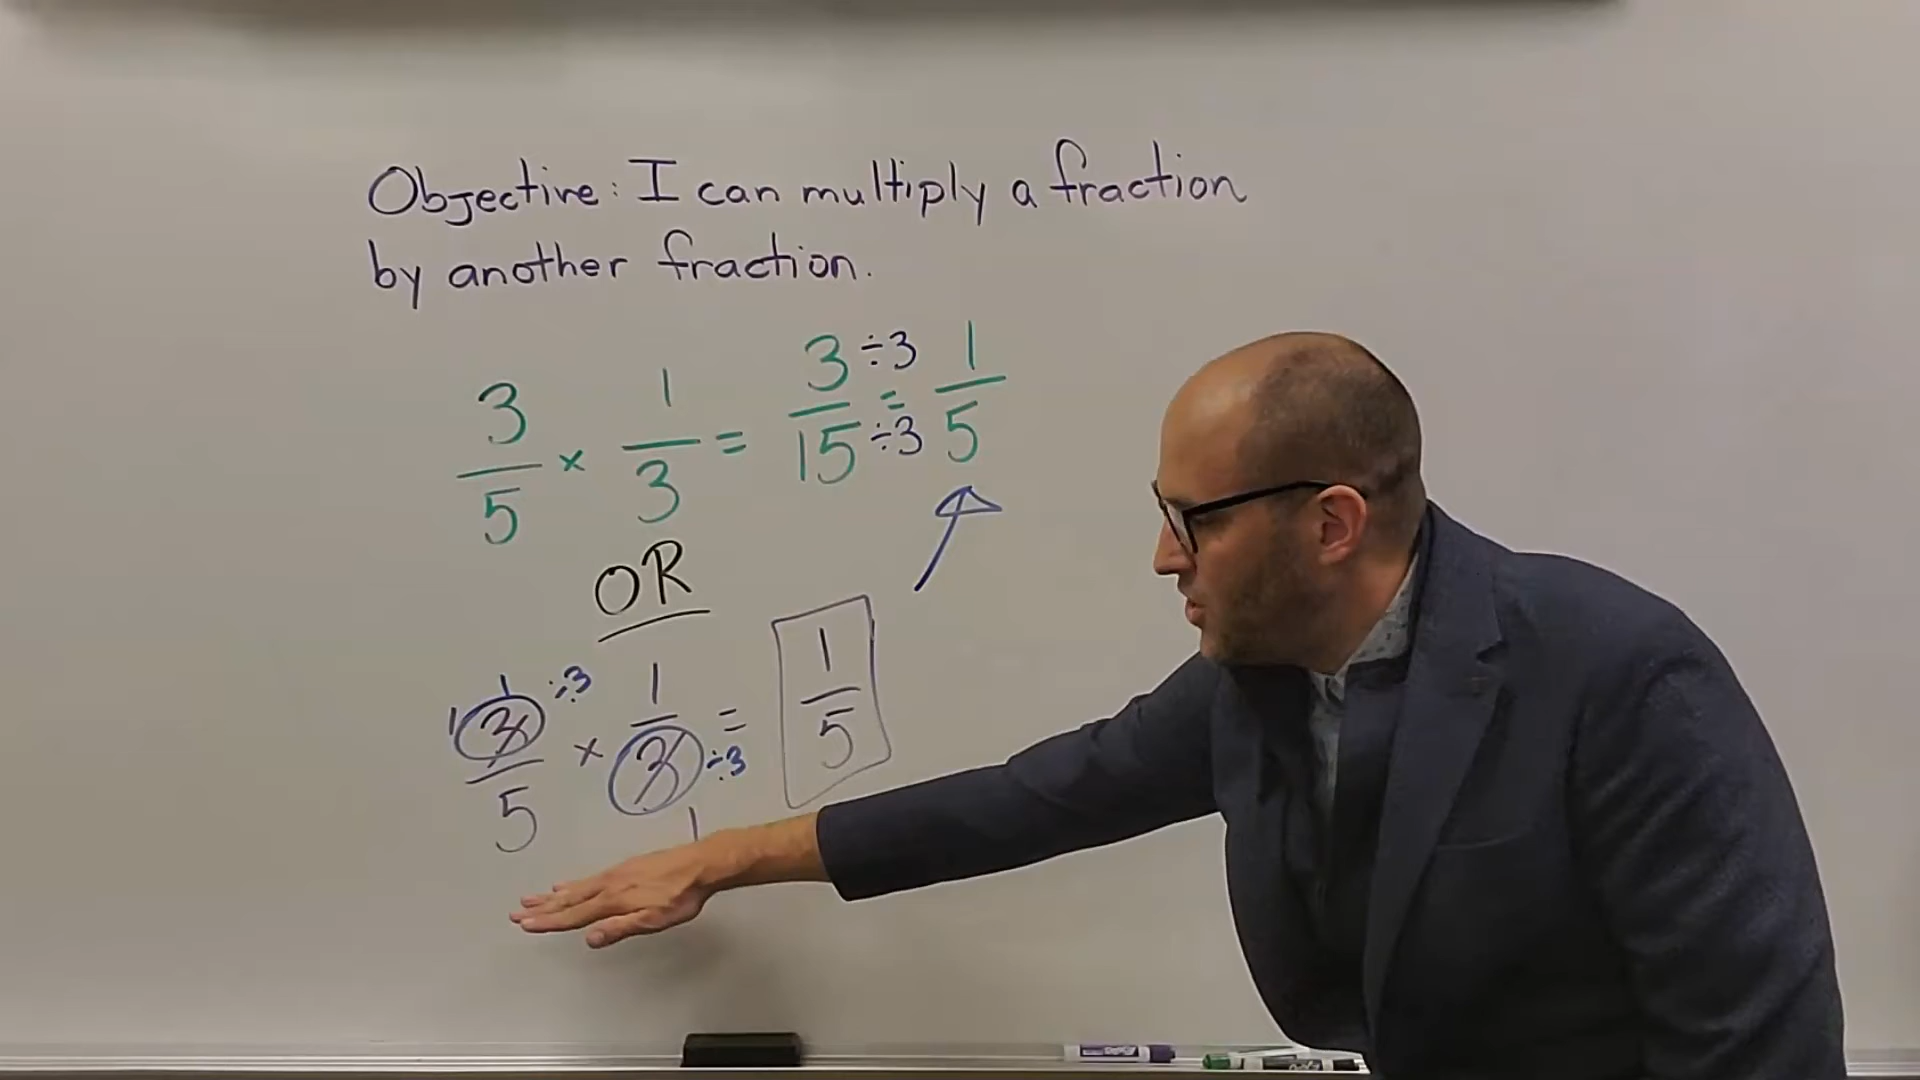 Objective: I can multiply a fraction
by another fraction.
3/5 × 1/3 = 3÷3/15÷3 = 1/5
OR
1 1 3÷3/5 × 1/3÷3 1 = 1/5